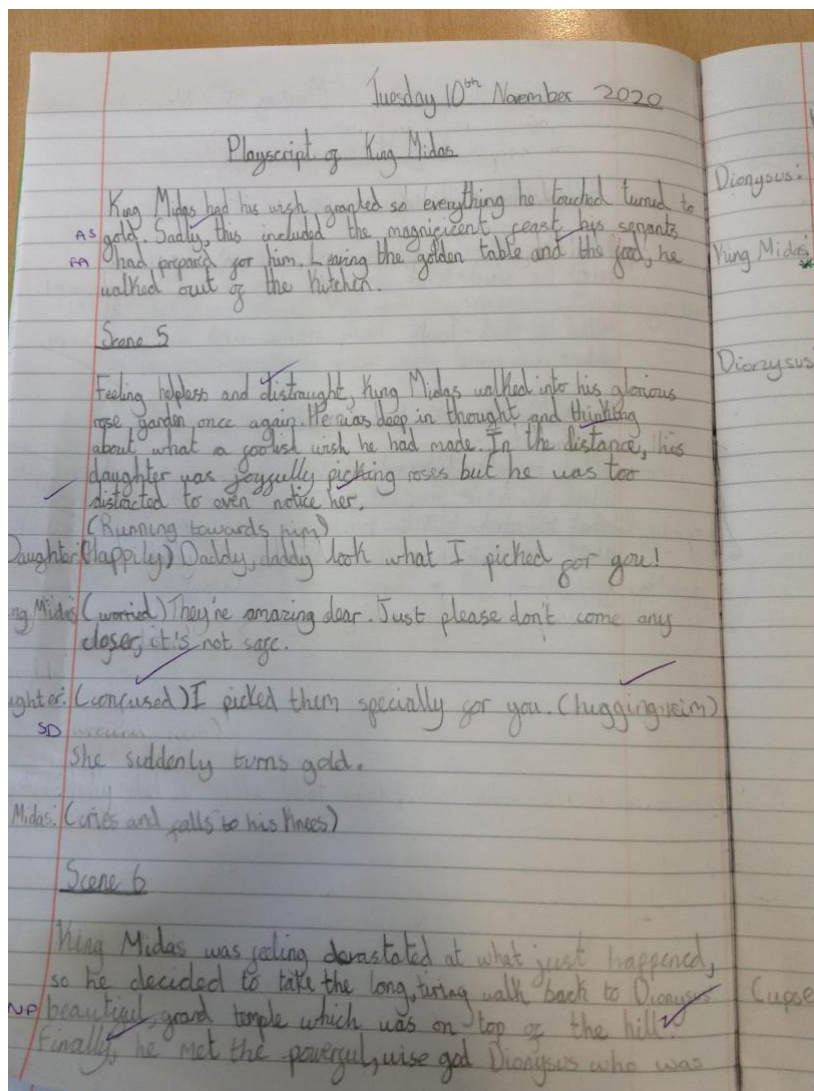 Tuesday 10th November 2020
Playscript of King Midas
King Midas had his wish granted so everything he touched turned to
AS gold. Sadly, this included the magnificent feast his servants
FA had prepared for him. Leaving the golden table and the food, he
walked out of the kitchen.
Scene 5
Feeling helpless and distraught, King Midas walked into his glorious
rose garden once again. He was deep in thought and thinking
about what a foolish wish he had made. In the distance, his
daughter was joyfully picking roses but he was too
distracted to even notice her.
(Running towards him)
Daughter: (Happily) Daddy, daddy look what I picked for you!
ng Midas: (worried) They're amazing dear. Just please don't come any
closer, it's not safe.
ughter: (confused) I picked them specially for you. (hugging him)
SD
She suddenly turns gold.
Midas: (cries and falls to his knees)
Scene 6
King Midas was feeling devastated at what just happened,
so he decided to take the long, tiring walk back to Dionysus
NP beautiful, grand temple which was on top of the hill.
Finally, he met the powerful, wise god Dionysus who was
Dionysus:
King Midas
Dionysus
Cupse